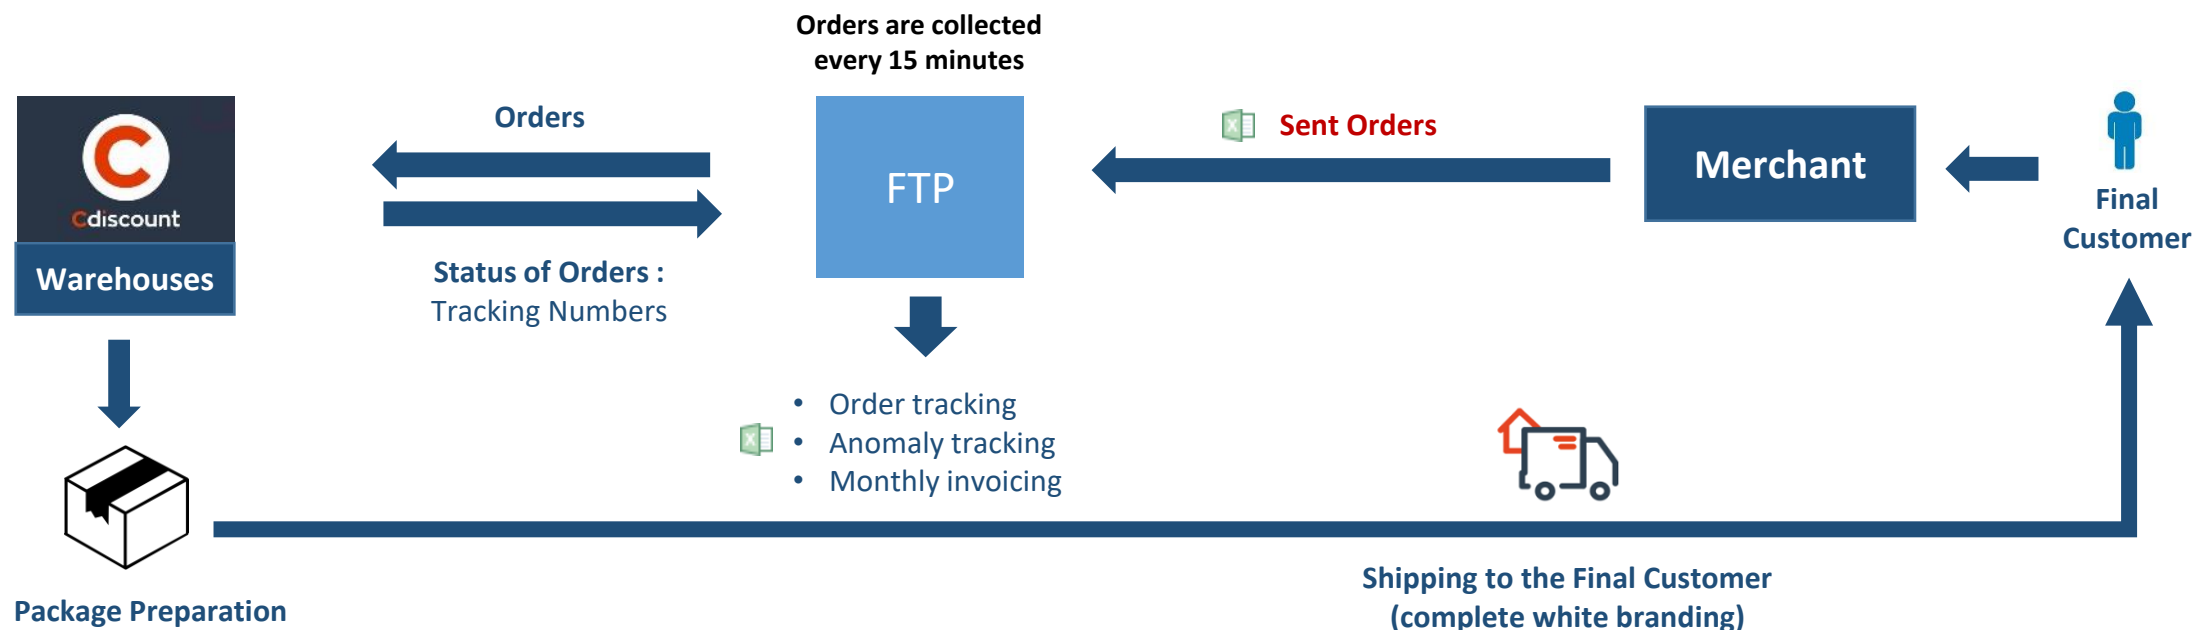 Orders are collected
every 15 minutes
C
Cdiscount
Warehouses
Orders
Status of Orders :
Tracking Numbers
FTP
Sent Orders
Merchant
Final
Customer
• Order tracking
• Anomaly tracking
• Monthly invoicing
Package Preparation
Shipping to the Final Customer
(complete white branding)